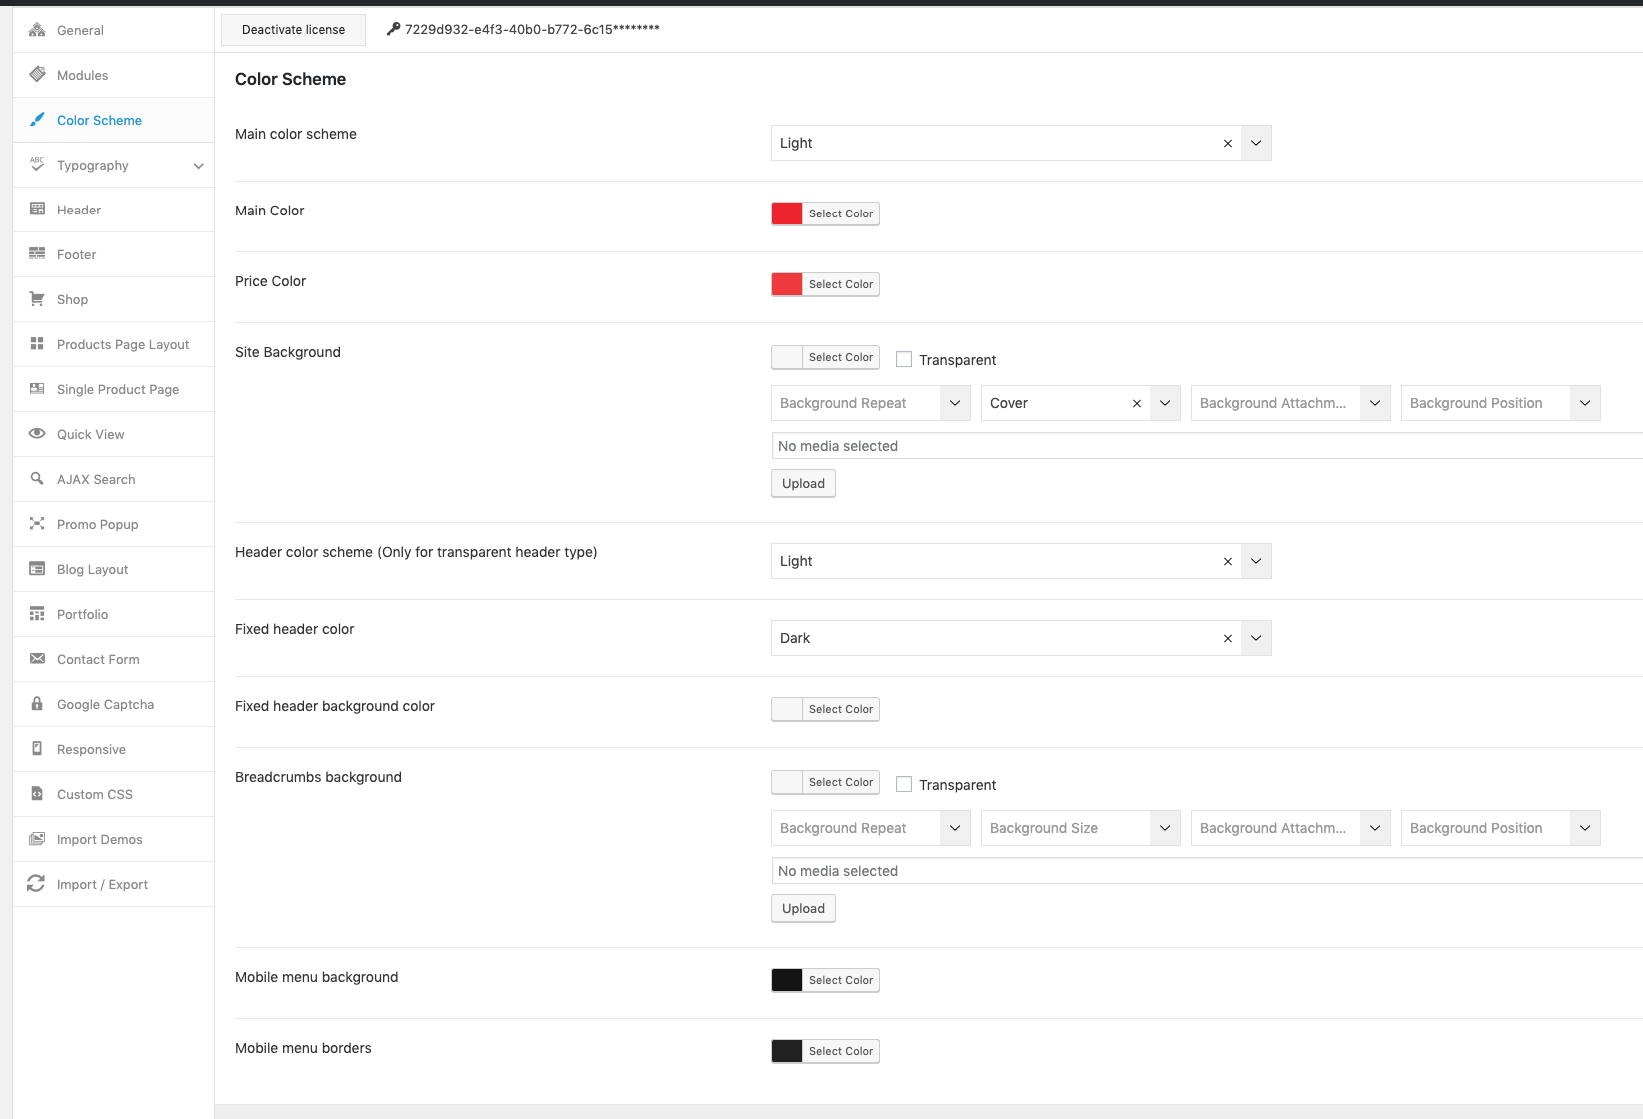 General
Modules
Color Scheme
ABC
Typography
Header
Footer
Shop
Products Page Layout
Single Product Page
Quick View
AJAX Search
Promo Popup
Blog Layout
Portfolio
Contact Form
Google Captcha
Responsive
Custom CSS
Import Demos
Import / Export
Deactivate license 7229d932-e4f3-40b0-b772-6c15********
Color Scheme
Main color scheme
Light
Main Color
Select Color
Price Color
Select Color
Site Background
Select Color Transparent
Background Repeat Cover Background Attachm... Background Position
No media selected
Upload
Header color scheme (Only for transparent header type)
Light
Fixed header color
Dark
Fixed header background color
Select Color
Breadcrumbs background
Select Color Transparent
Background Repeat Background Size Background Attachm... Background Position
No media selected
Upload
Mobile menu background
Select Color
Mobile menu borders
Select Color